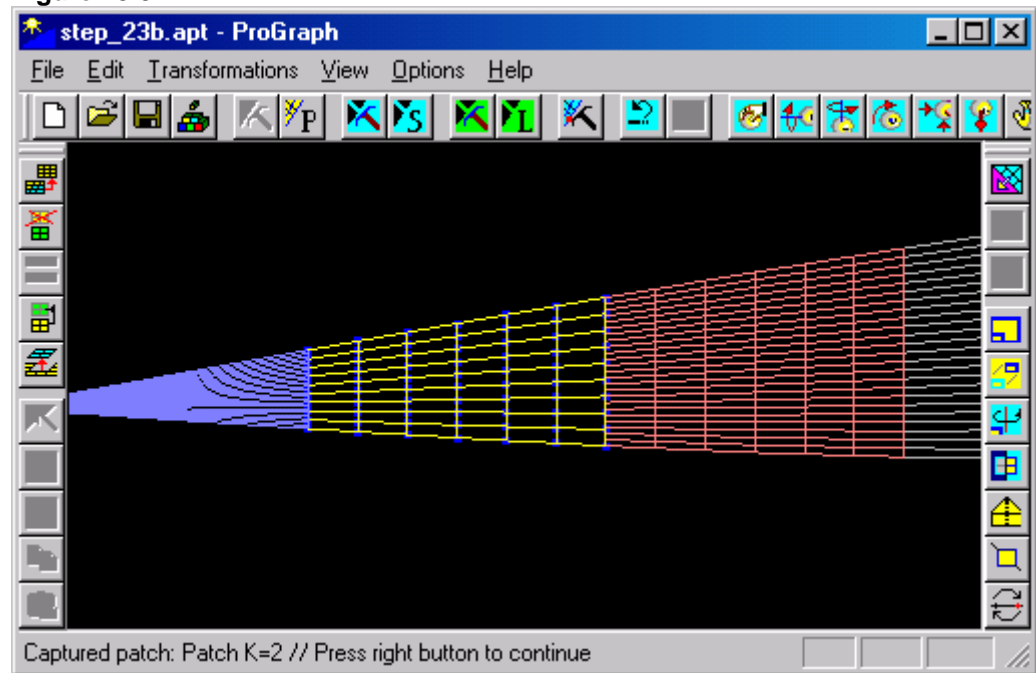 step_23b.apt - ProGraph
File Edit Transformations View Options Help
P S L
Captured patch: Patch K=2 // Press right button to continue